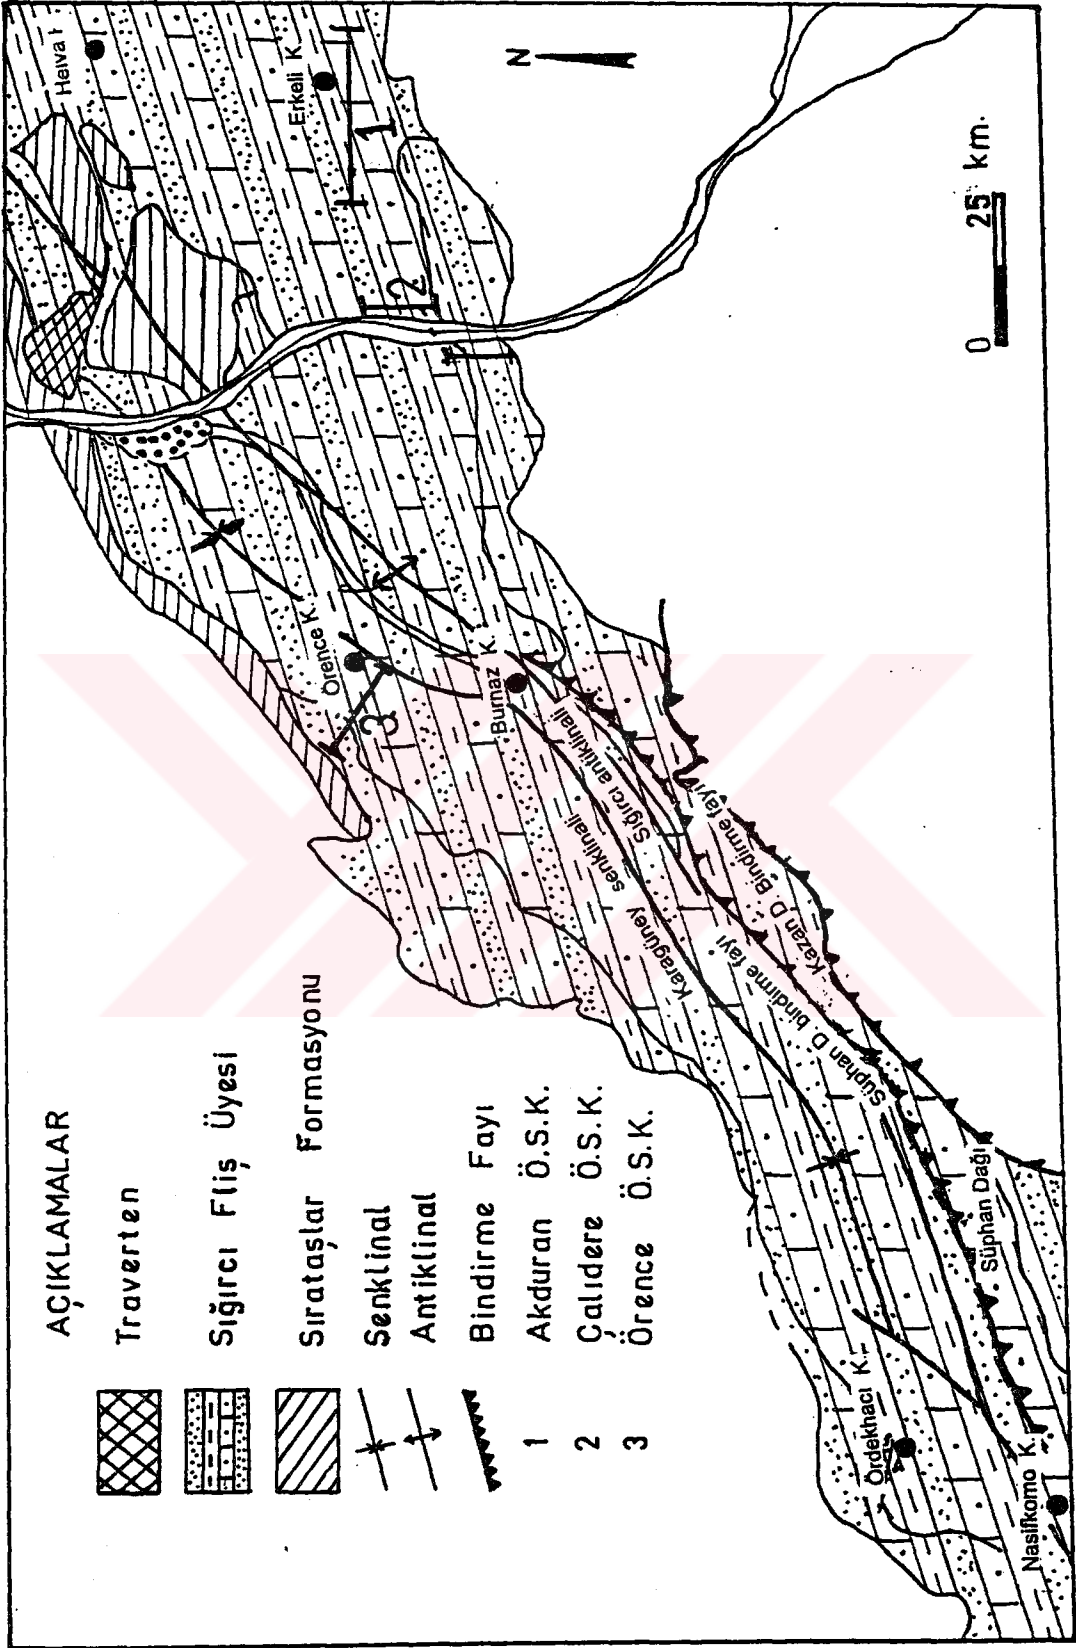 AÇIKLAMALAR
Traverten
Sığırcı Fliş Üyesi
Sırataşlar Formasyonu
Senklinal
Antiklinal
Bindirme Fayı
1 Akduran Ö.S.K.
2 Çalıdere Ö.S.K.
3 Örence Ö.S.K.
Erkeli K.
1
2
N
0 25 km.
Örence K.
3
Burnaz K.
Karagüney senklinali
Sığırcı antiklinali
Süphan D. bindirme fayı
Kazan D. Bindirme fayı
Süphan Dağı
Ördekhacı K.
Nasifkomo K.